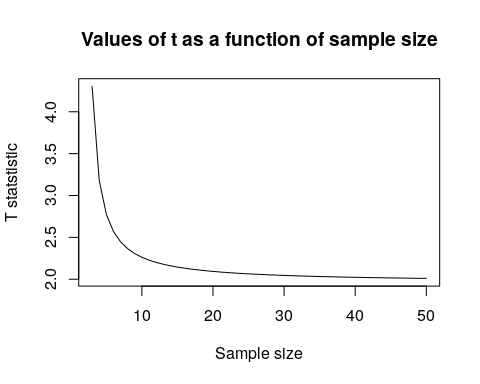 Values of t as a function of sample size
T statstistic
4.0
3.5
3.0
2.5
2.0
10 20 30 40 50
Sample size